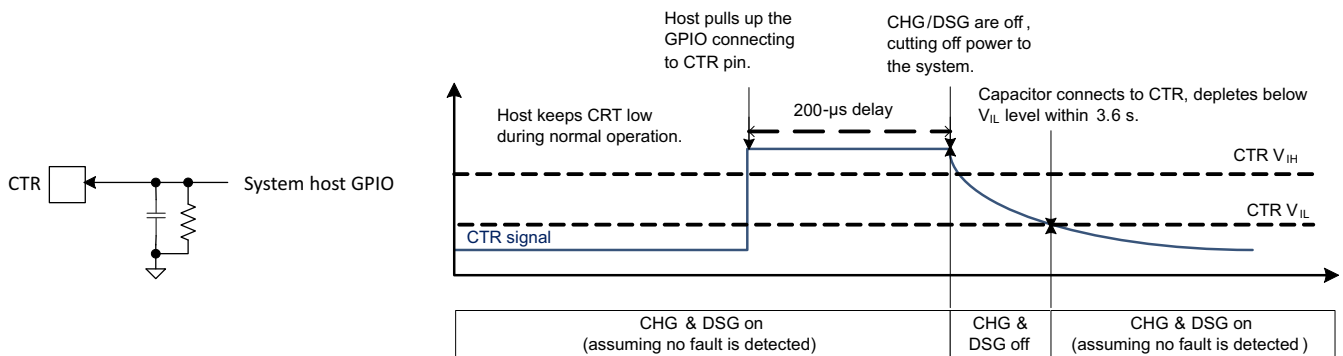 Host pulls up the
GPIO connecting
to CTR pin.
CHG/DSG are off,
cutting off power to
the system.
Host keeps CRT low
during normal operation.
200-µs delay
Capacitor connects to CTR, depletes below
VIL level within 3.6 s.
CTR
System host GPIO
CTR VIH
CTR VIL
CTR signal
CHG & DSG on
(assuming no fault is detected)
CHG &
DSG off
CHG & DSG on
(assuming no fault is detected)